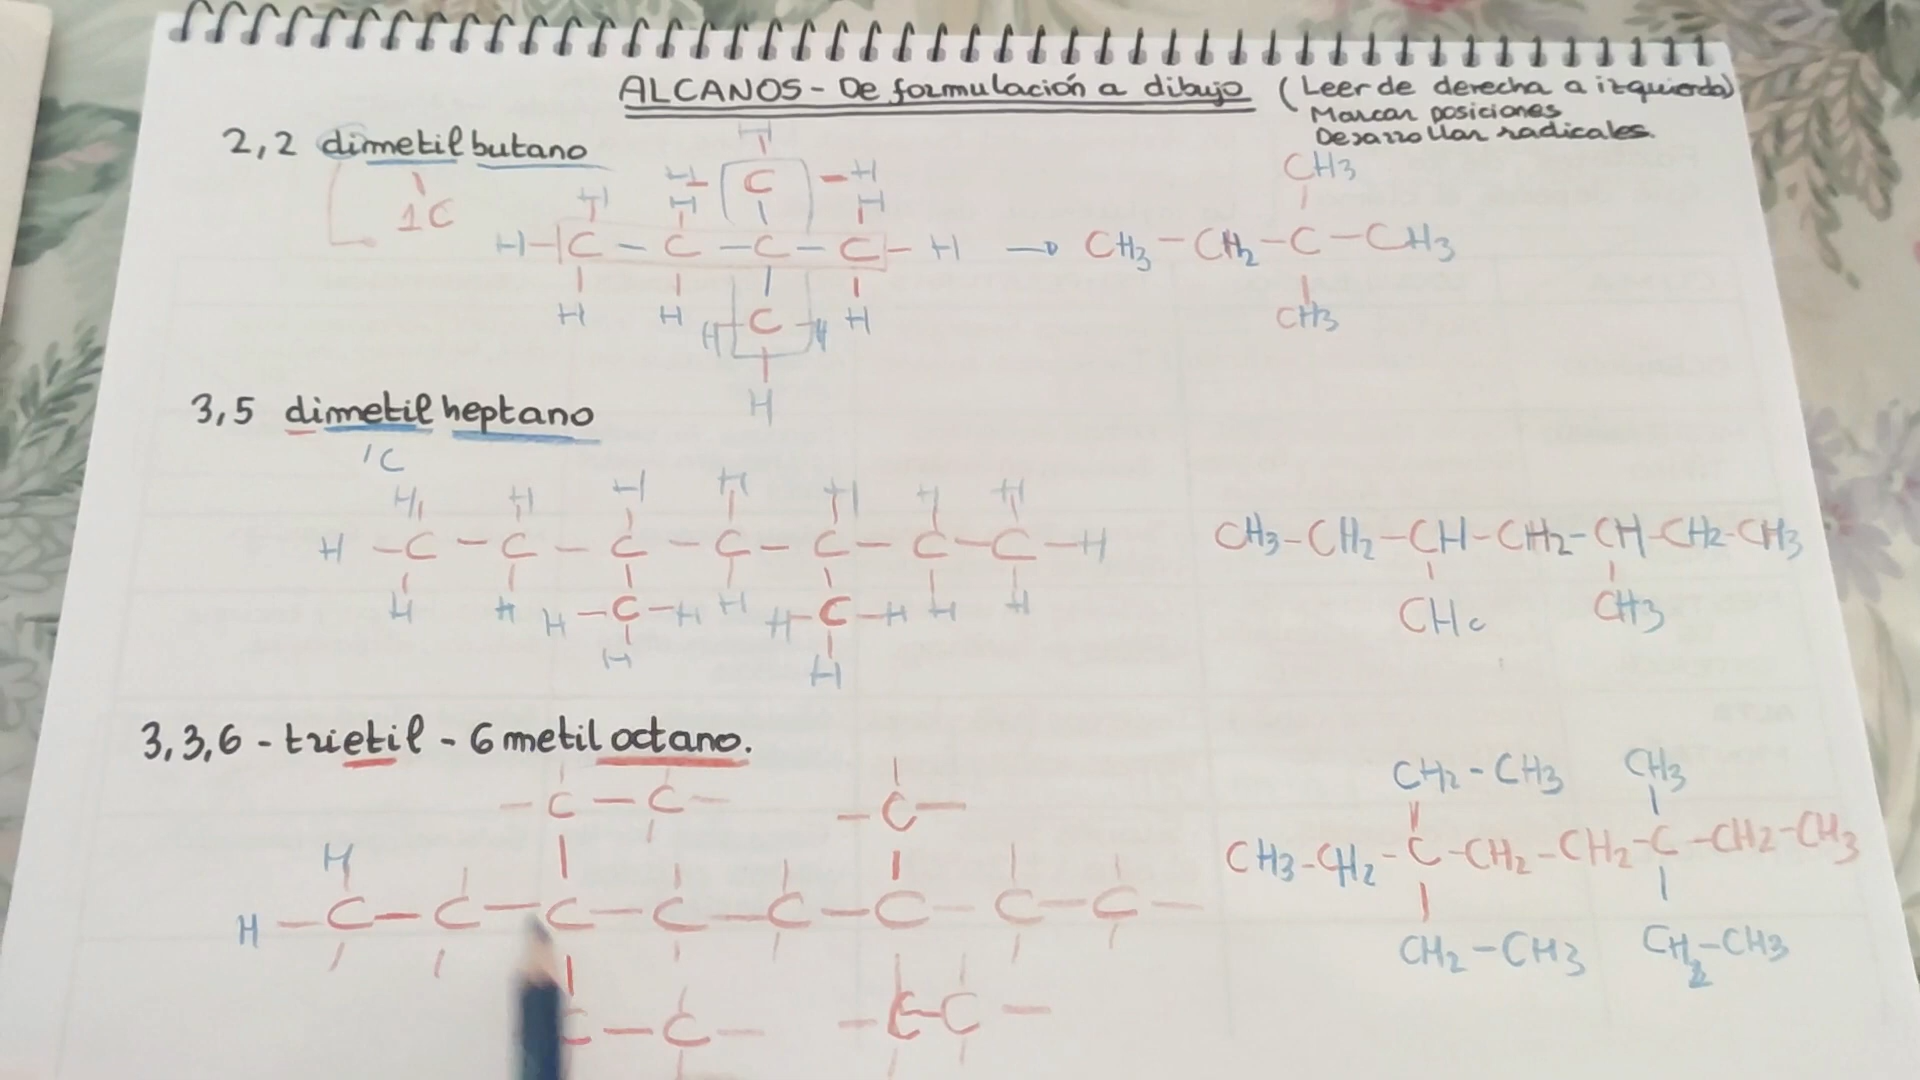 ALCANOS - De formulación a dibujo (Leer de derecha a izquierda)
Marcar posiciones
Desarrollar radicales.
2,2 dimetil butano
1C
H
H - C - H
H H H
H - C - C - C - C - H → CH3 - CH2 - C - CH3
CH3
CH3
H H H
H C H
H
3,5 dimetil heptano
1C
H H H H H H H
H - C - C - C - C - C - C - C - H
H H H H H
H - C - H H - C - H
H H
CH3 - CH2 - CH - CH2 - CH - CH2 - CH3
CHc CH3
3,3,6 - trietil - 6 metil octano.
- C - C - - C -
H
H - C - C - C - C - C - C - C - C -
C - C - - C - C -
CH2 - CH3 CH3
CH3 - CH2 - C - CH2 - CH2 - C - CH2 - CH3
CH2 - CH3 CH2 - CH3